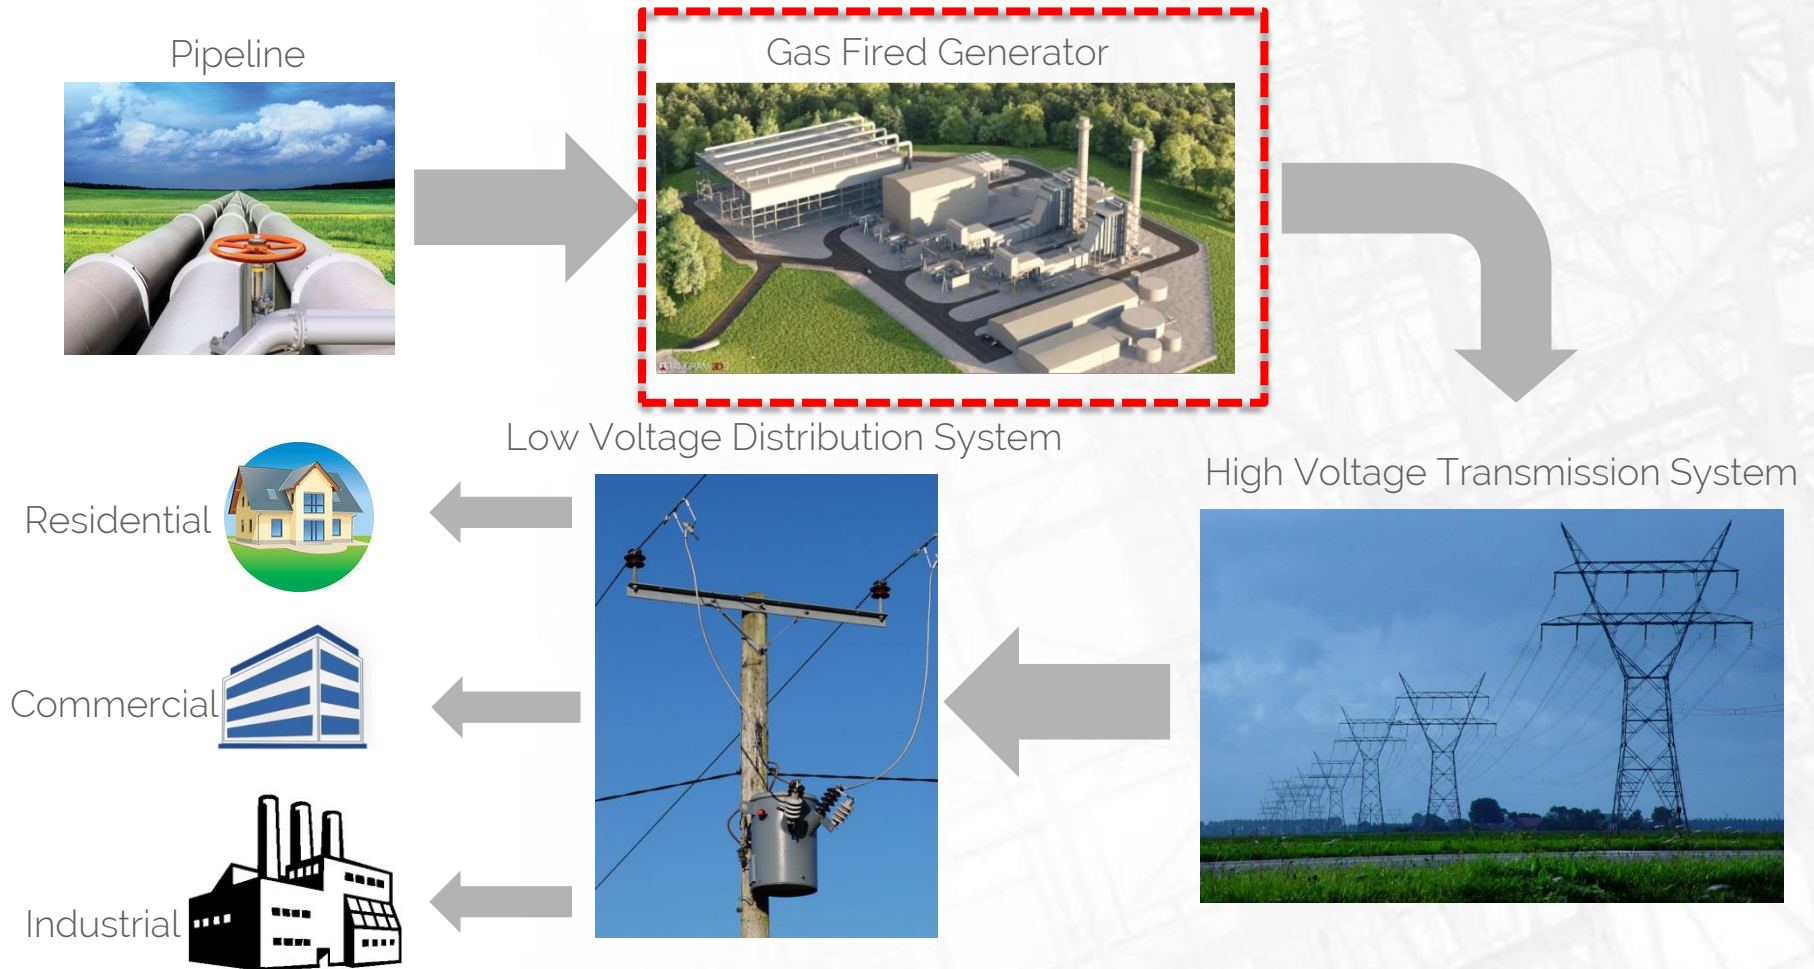 Pipeline
Gas Fired Generator
Low Voltage Distribution System
High Voltage Transmission System
Residential
Commercial
Industrial